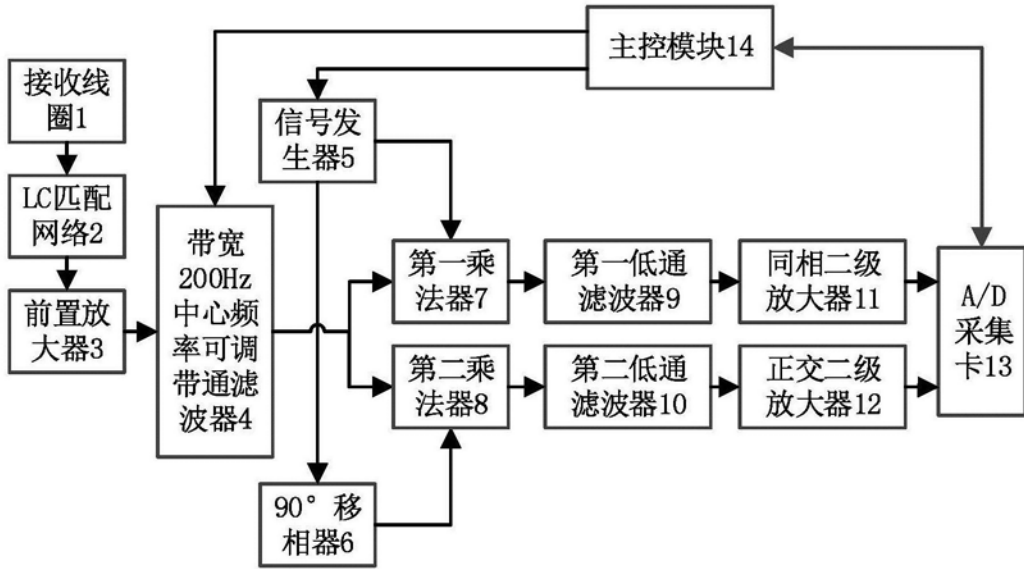 主控模块14
接收线
圈1
信号发
生器5
LC匹配
网络2
带宽
200Hz
中心频
率可调
带通滤
波器4
前置放
大器3
第一乘
法器7
第一低通
滤波器9
同相二级
放大器11
A/D
采集
卡13
第二乘
法器8
第二低通
滤波器10
正交二级
放大器12
90°移
相器6